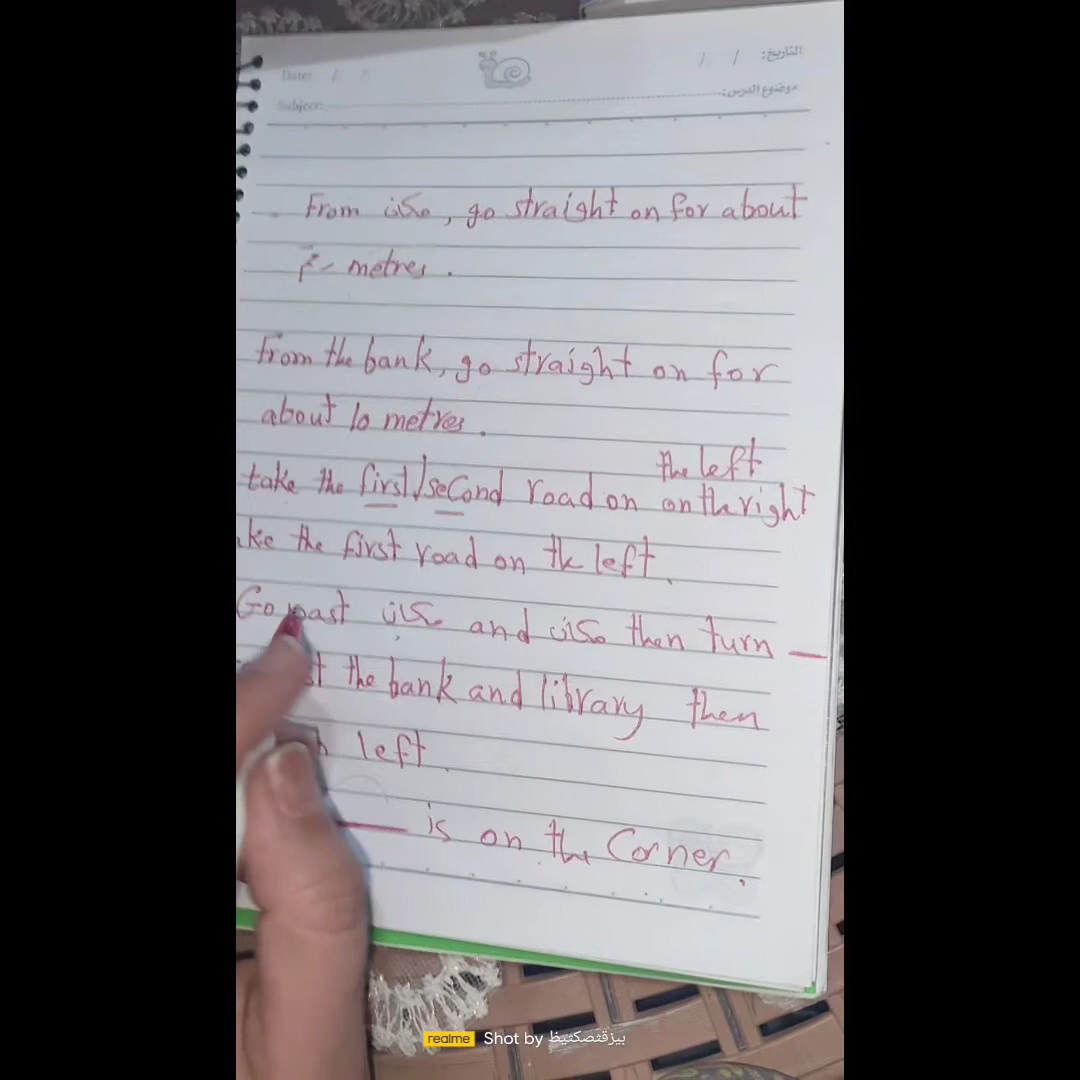 Date: / /
/ / التاريخ:
Subject:
موضوع الدرس:
From مكان, go straight on for about
م metres.
From the bank, go straight on for
about 10 metres.
the left
take the first/second road on on the right
ke the first road on the left.
Go past مكان and مكان then turn
st the bank and library then
left.
is on the Corner.
realme Shot by بيزقثصكثيظ